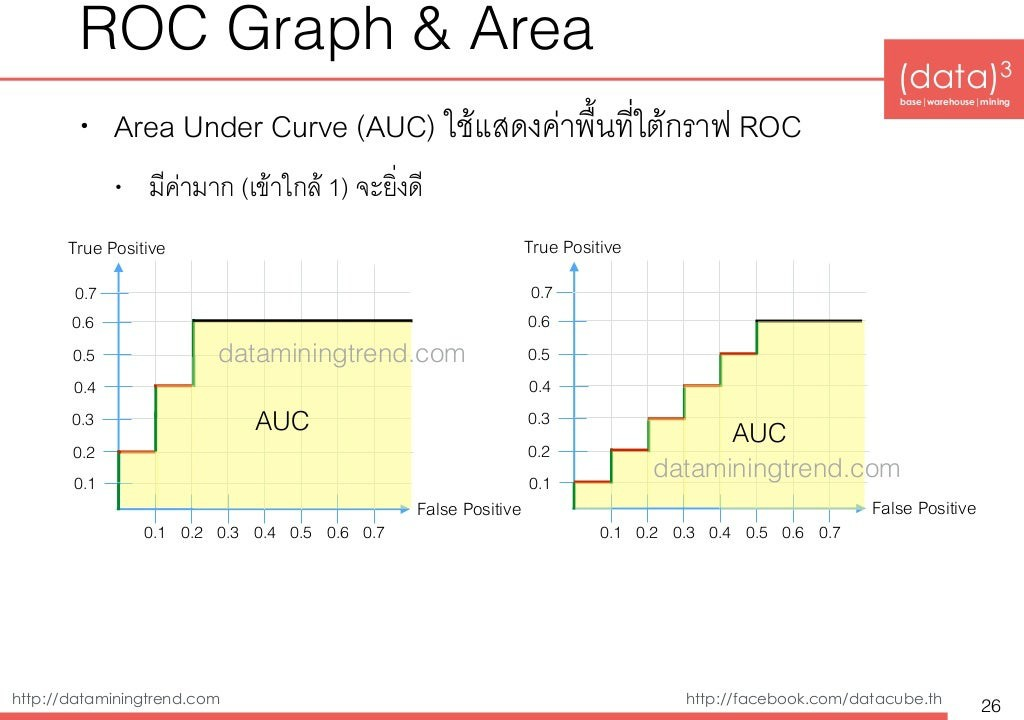 ROC Graph & Area
(data)³
base|warehouse|mining
• Area Under Curve (AUC) ใช้แสดงค่าพื้นที่ใต้กราฟ ROC
• มีค่ามาก (เข้าใกล้ 1) จะยิ่งดี
True Positive
0.7
0.6
0.5
0.4
0.3
0.2
0.1
dataminingtrend.com
AUC
False Positive
0.1 0.2 0.3 0.4 0.5 0.6 0.7
True Positive
0.7
0.6
0.5
0.4
0.3
0.2
0.1
AUC
dataminingtrend.com
False Positive
0.1 0.2 0.3 0.4 0.5 0.6 0.7
http://dataminingtrend.com
http://facebook.com/datacube.th
26